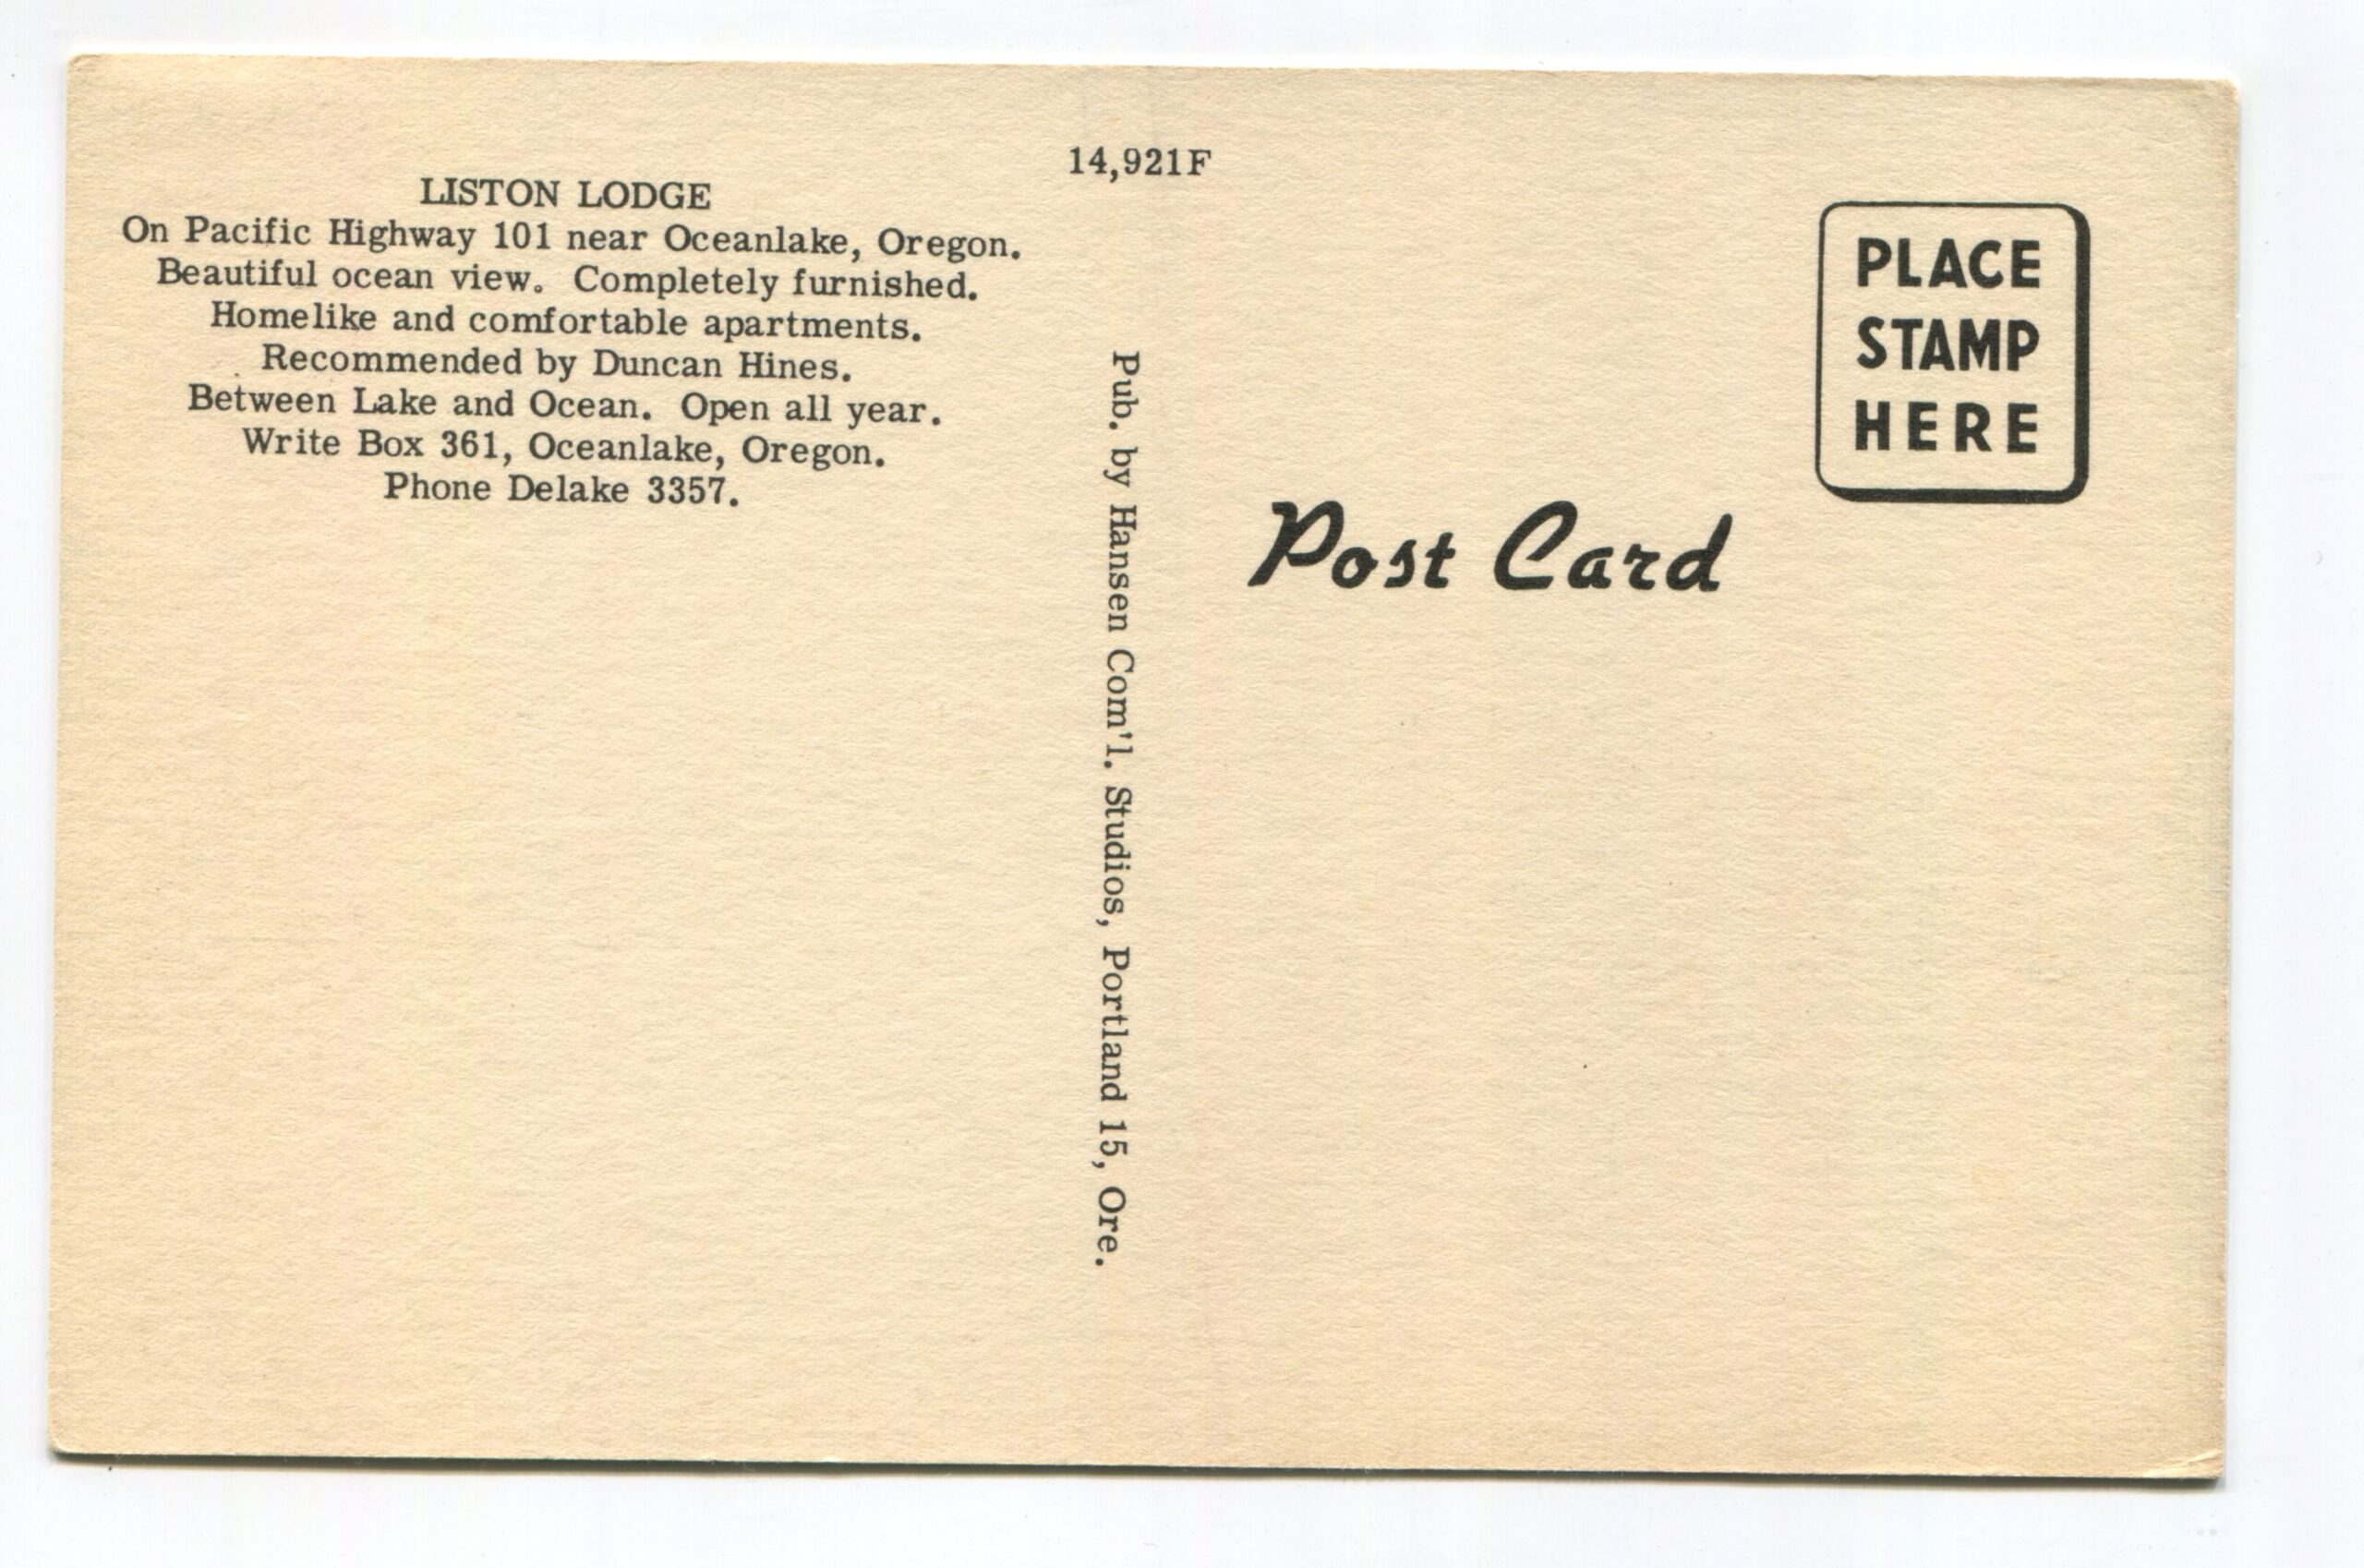 LISTON LODGE
On Pacific Highway 101 near Oceanlake, Oregon.
Beautiful ocean view. Completely furnished.
Homelike and comfortable apartments.
Recommended by Duncan Hines.
Between Lake and Ocean. Open all year.
Write Box 361, Oceanlake, Oregon.
Phone Delake 3357.
14,921F
Pub. by Hansen Com'l. Studios, Portland 15, Ore.
PLACE
STAMP
HERE
Post Card